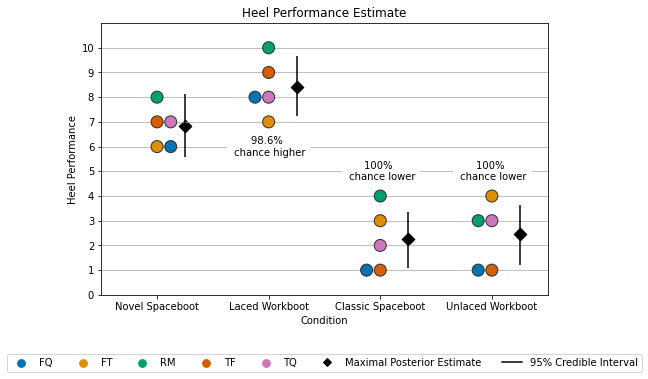 Heel Performance Estimate
Heel Performance
10
9
8
7
6
5
4
3
2
1
0
98.6%
chance higher
100%
chance lower
100%
chance lower
Novel Spaceboot Laced Workboot Classic Spaceboot Unlaced Workboot
Condition
FQ FT RM TF TQ Maximal Posterior Estimate 95% Credible Interval